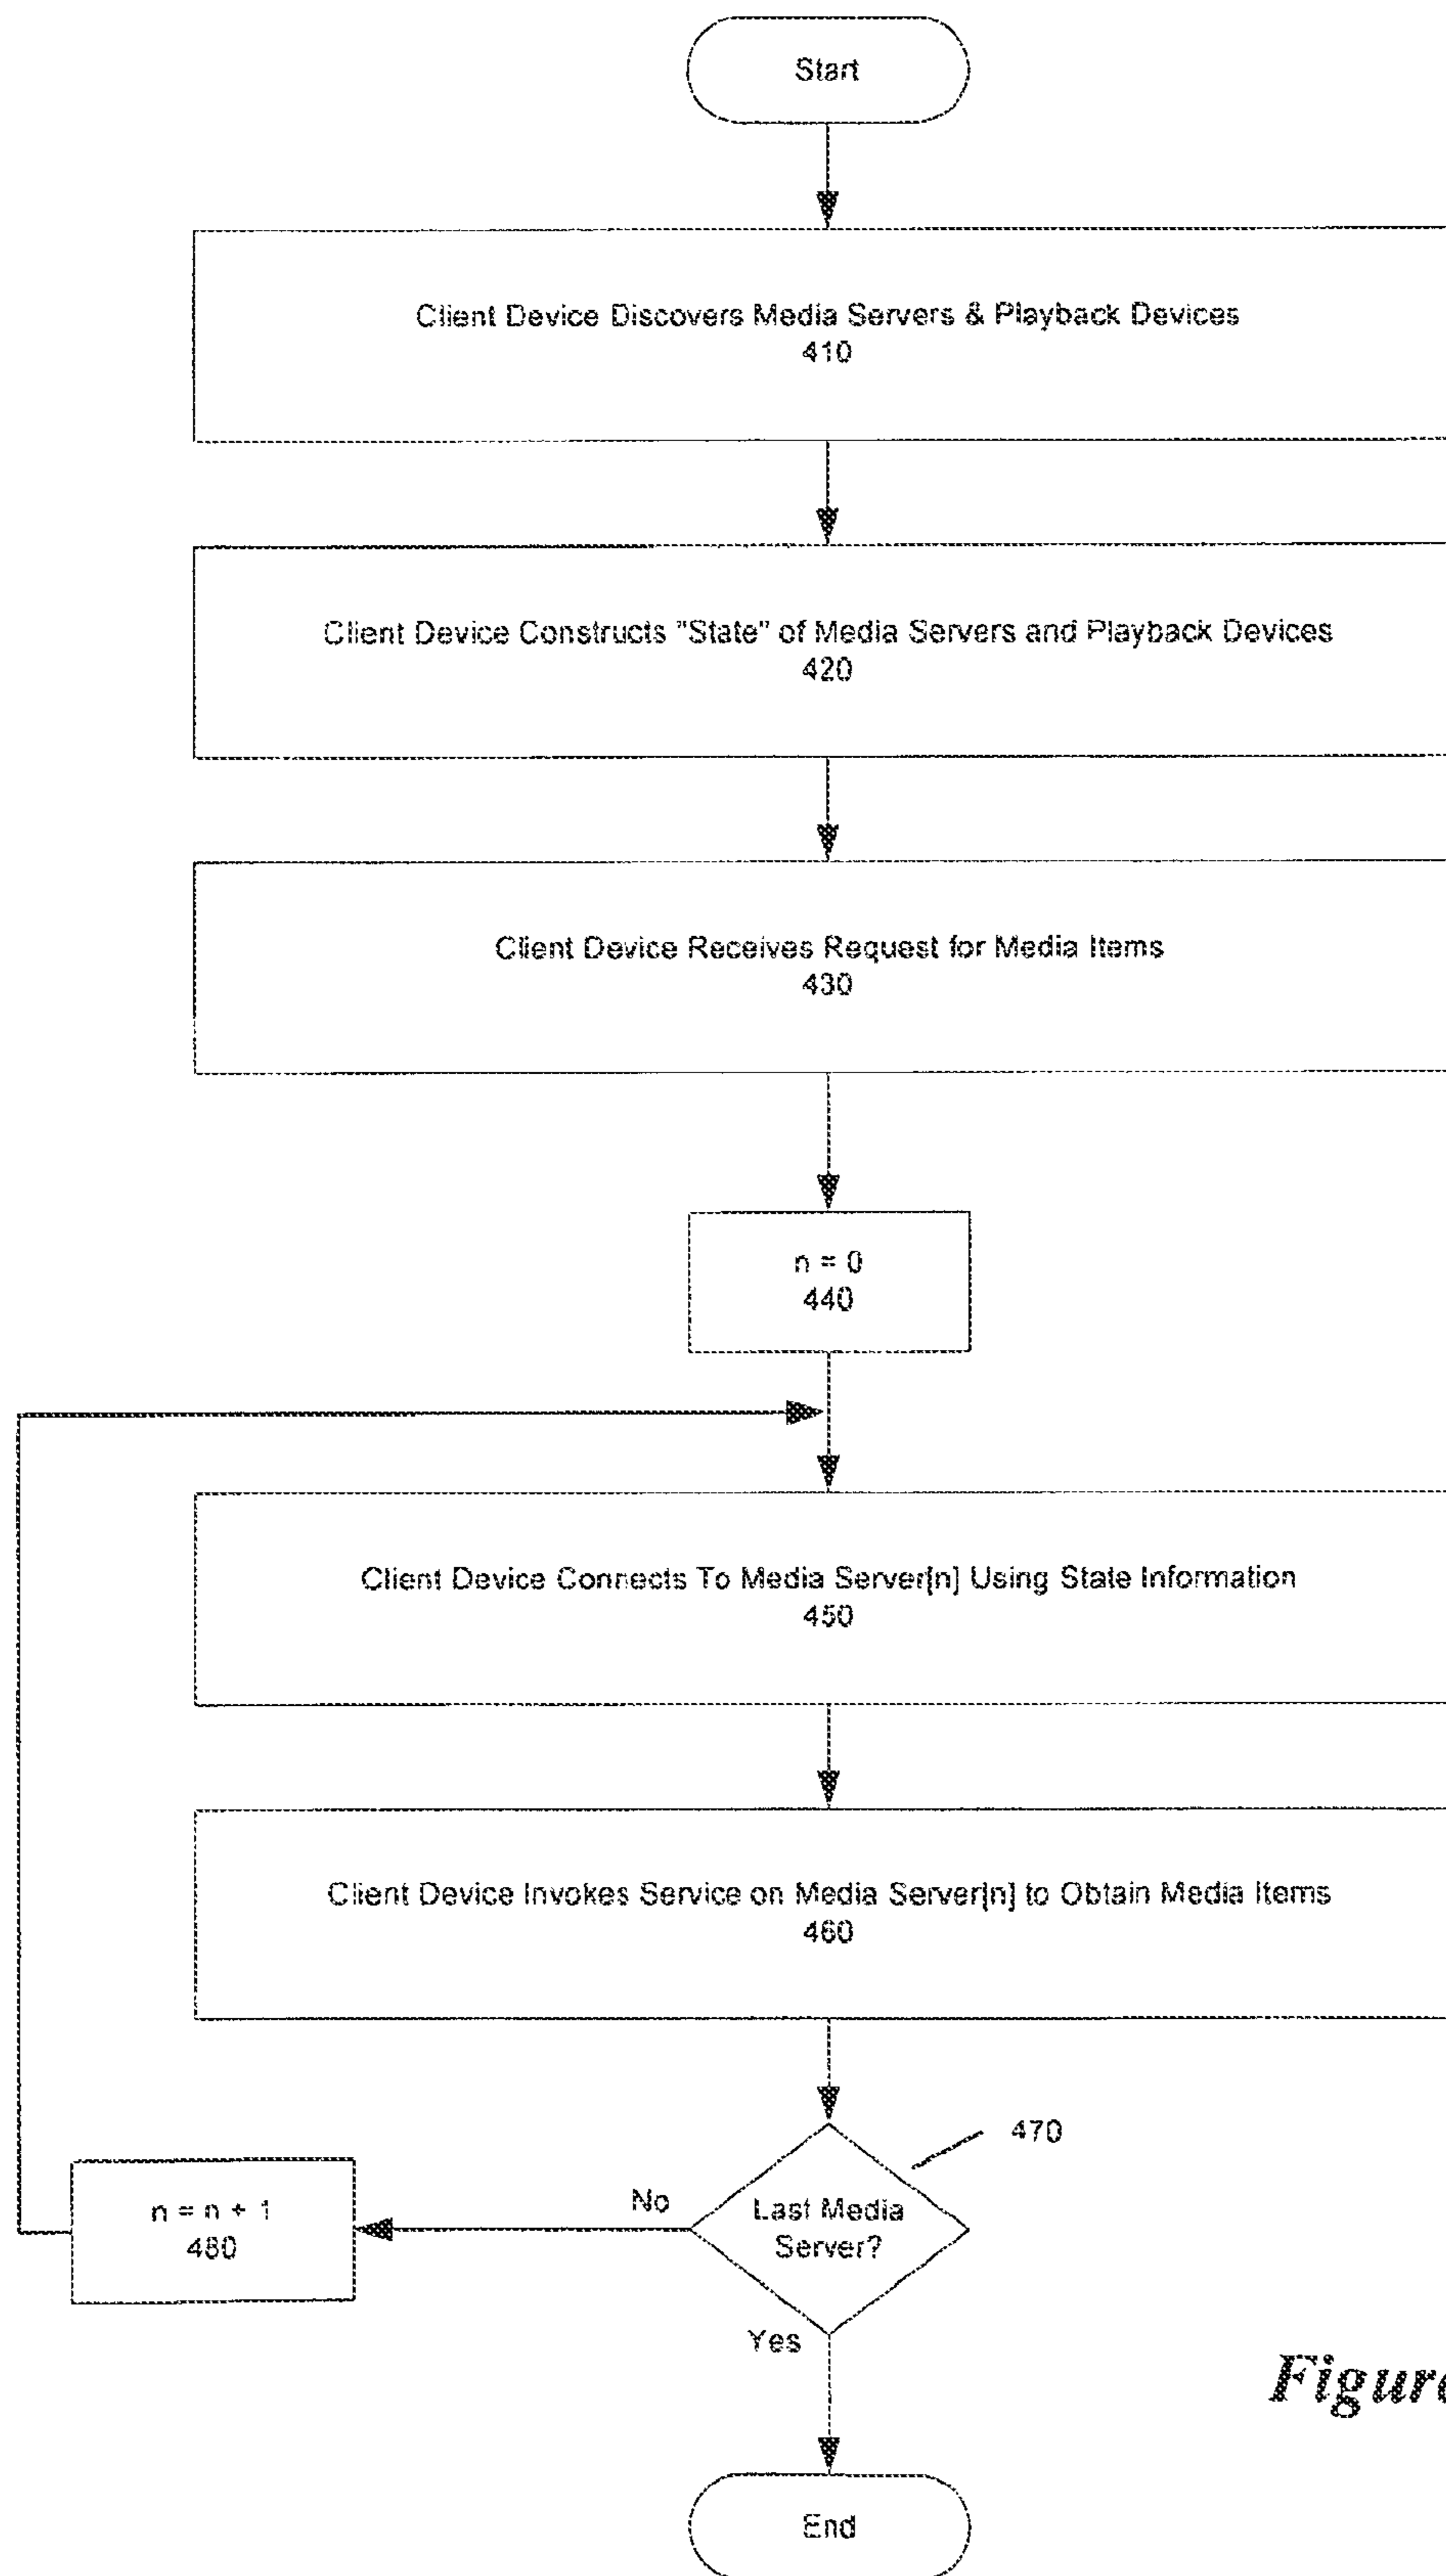 Start
Client Device Discovers Media Servers & Playback Devices
410
Client Device Constructs "State" of Media Servers and Playback Devices
420
Client Device Receives Request for Media Items
430
n = 0
440
Client Device Connects To Media Server[n] Using State Information
450
Client Device Invokes Service on Media Server[n] to Obtain Media Items
460
470
Last Media
Server?
No
n = n + 1
480
Yes
Figure
End